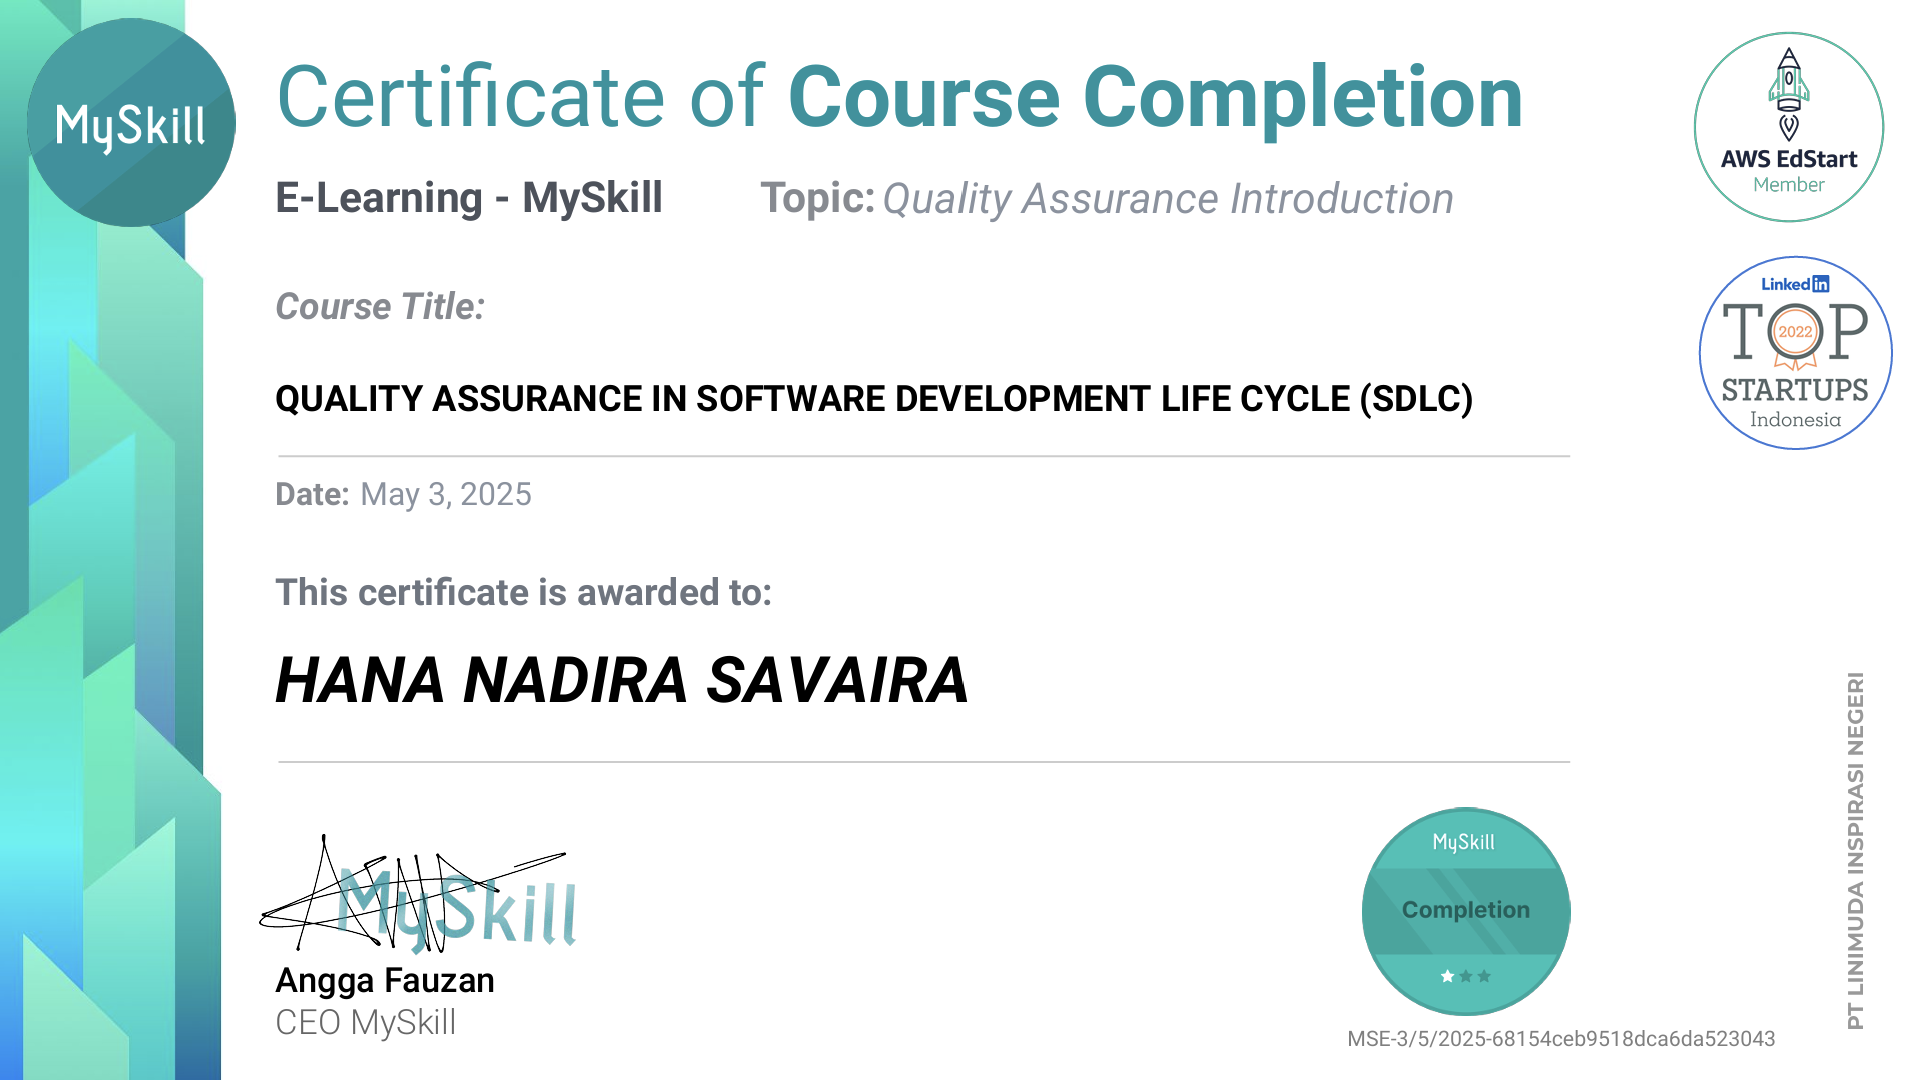 MySkill
Certificate of Course Completion
E-Learning - MySkill
Topic: Quality Assurance Introduction
AWS EdStart
Member
Linked in
TOP
2022
STARTUPS
Indonesia
Course Title:
QUALITY ASSURANCE IN SOFTWARE DEVELOPMENT LIFE CYCLE (SDLC)
Date: May 3, 2025
This certificate is awarded to:
HANA NADIRA SAVAIRA
MySkill
Angga Fauzan
CEO MySkill
MySkill
Completion
MSE-3/5/2025-68154ceb9518dca6da523043
PT LINIMUDA INSPIRASI NEGERI